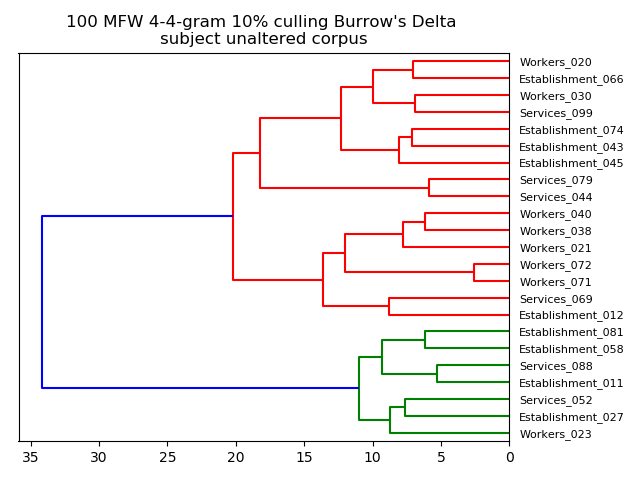 100 MFW 4-4-gram 10% culling Burrow's Delta
subject unaltered corpus
Workers_020
Establishment_066
Workers_030
Services_099
Establishment_074
Establishment_043
Establishment_045
Services_079
Services_044
Workers_040
Workers_038
Workers_021
Workers_072
Workers_071
Services_069
Establishment_012
Establishment_081
Establishment_058
Services_088
Establishment_011
Services_052
Establishment_027
Workers_023
35 30 25 20 15 10 5 0